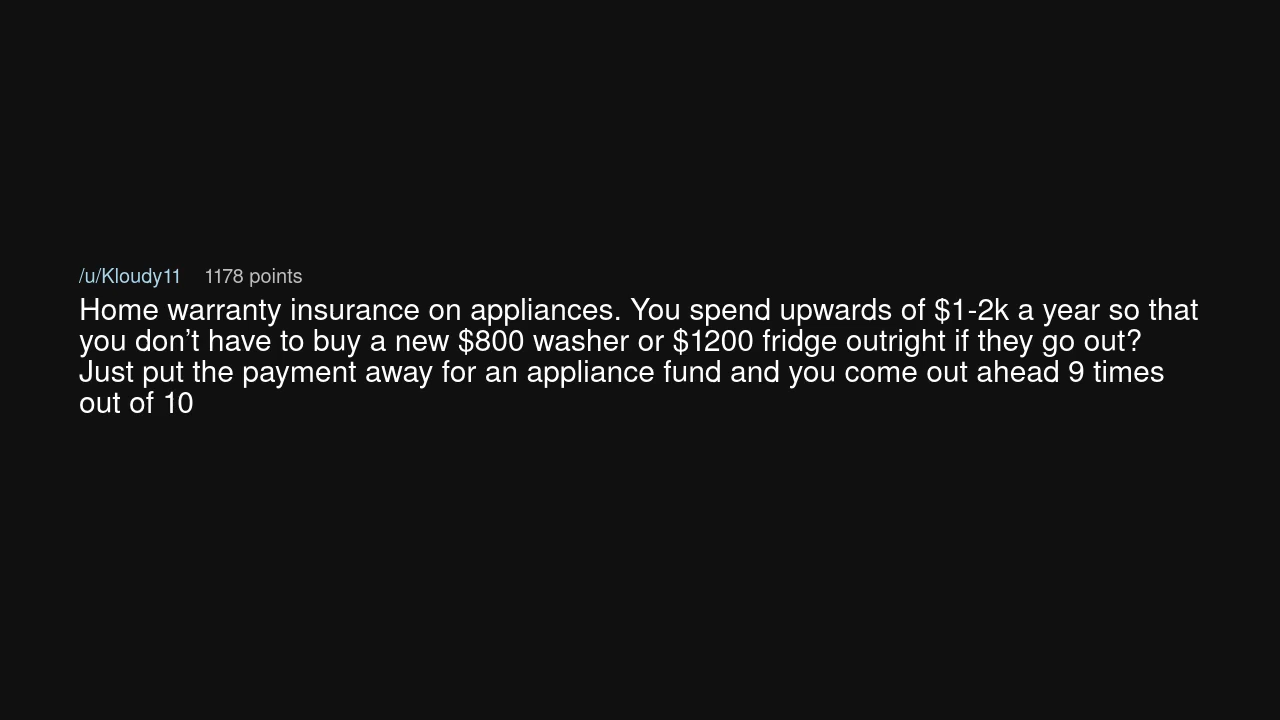 /u/Kloudy11 1178 points
Home warranty insurance on appliances. You spend upwards of $1-2k a year so that
you don’t have to buy a new $800 washer or $1200 fridge outright if they go out?
Just put the payment away for an appliance fund and you come out ahead 9 times
out of 10